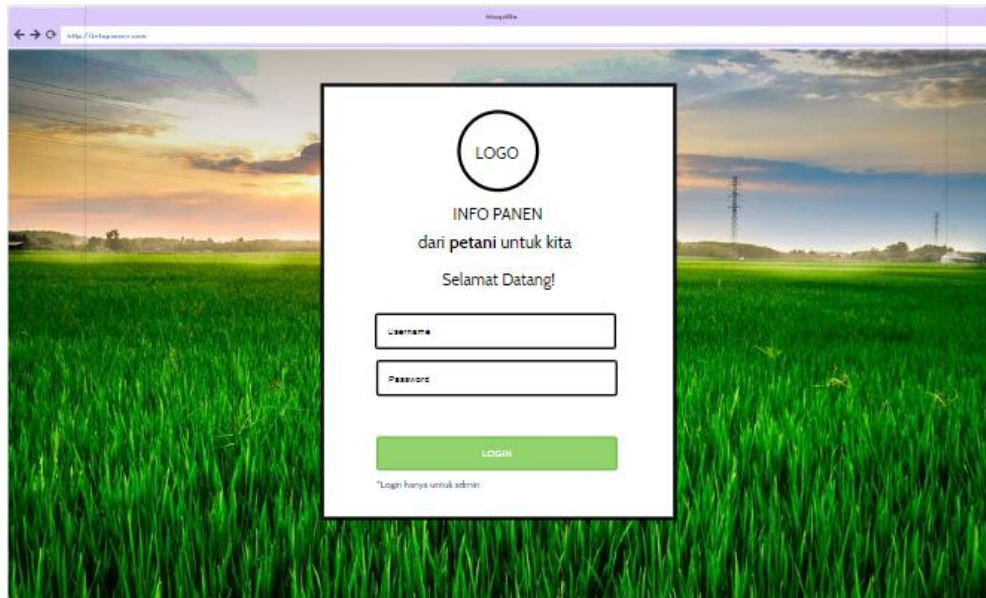 LOGO
INFO PANEN
dari petani untuk kita
Selamat Datang!
Username
Password
LOGIN
*Login hanya untuk admin